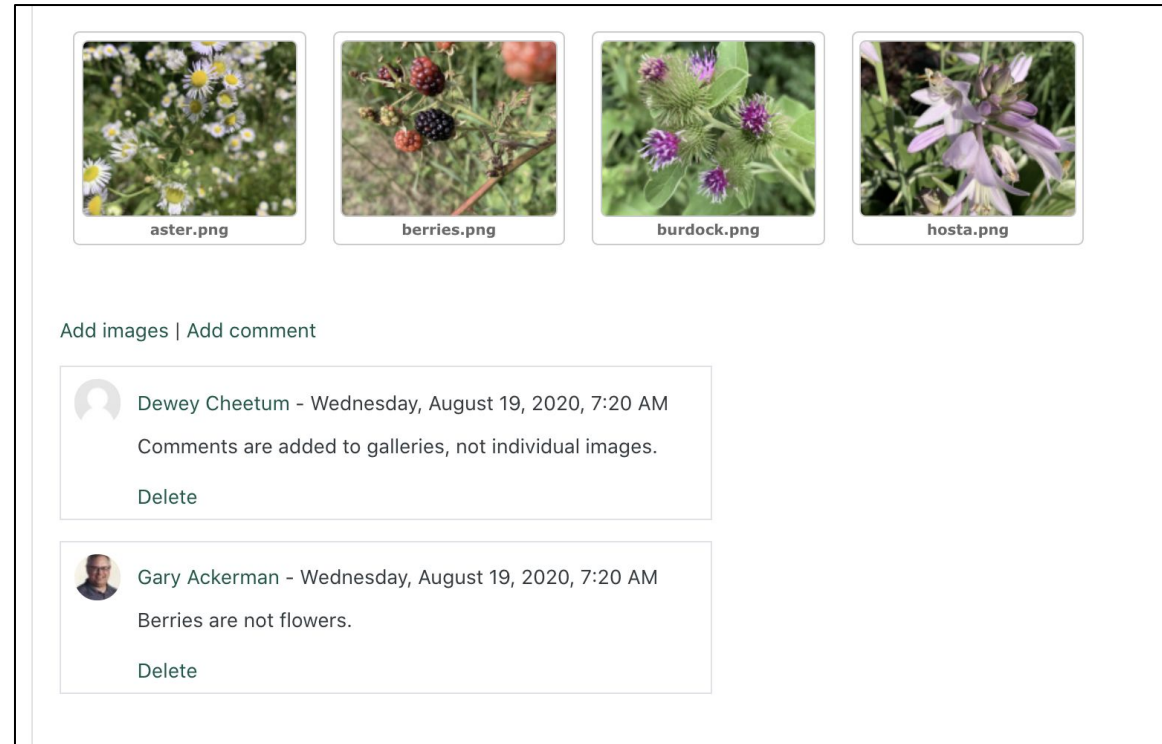 aster.png
berries.png
burdock.png
hosta.png
Add images | Add comment
Dewey Cheetum - Wednesday, August 19, 2020, 7:20 AM
Comments are added to galleries, not individual images.
Delete
Gary Ackerman - Wednesday, August 19, 2020, 7:20 AM
Berries are not flowers.
Delete